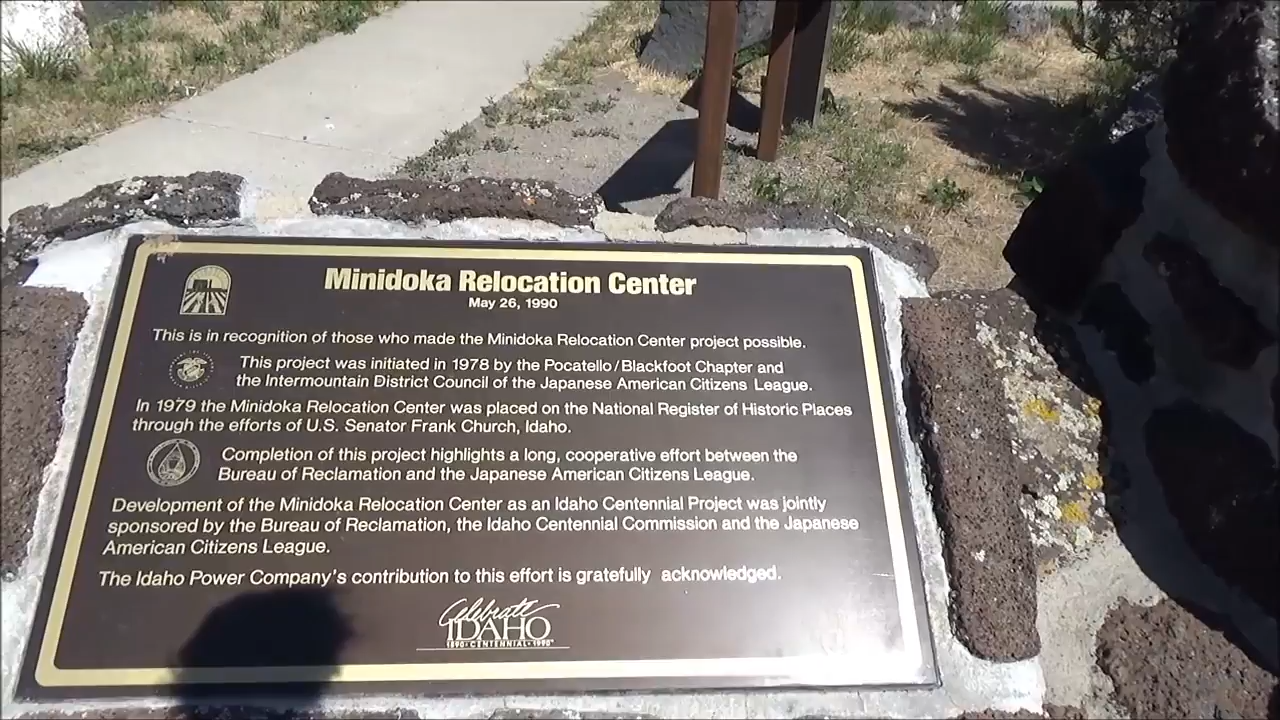 Minidoka Relocation Center
May 26, 1990
This is in recognition of those who made the Minidoka Relocation Center project possible.
This project was initiated in 1978 by the Pocatello/Blackfoot Chapter and
the Intermountain District Council of the Japanese American Citizens League.
In 1979 the Minidoka Relocation Center was placed on the National Register of Historic Places
through the efforts of U.S. Senator Frank Church, Idaho.
Completion of this project highlights a long, cooperative effort between the
Bureau of Reclamation and the Japanese American Citizens League.
Development of the Minidoka Relocation Center as an Idaho Centennial Project was jointly
sponsored by the Bureau of Reclamation, the Idaho Centennial Commission and the Japanese
American Citizens League.
The Idaho Power Company's contribution to this effort is gratefully acknowledged.
Celebrate
IDAHO
1890·CENTENNIAL·1990